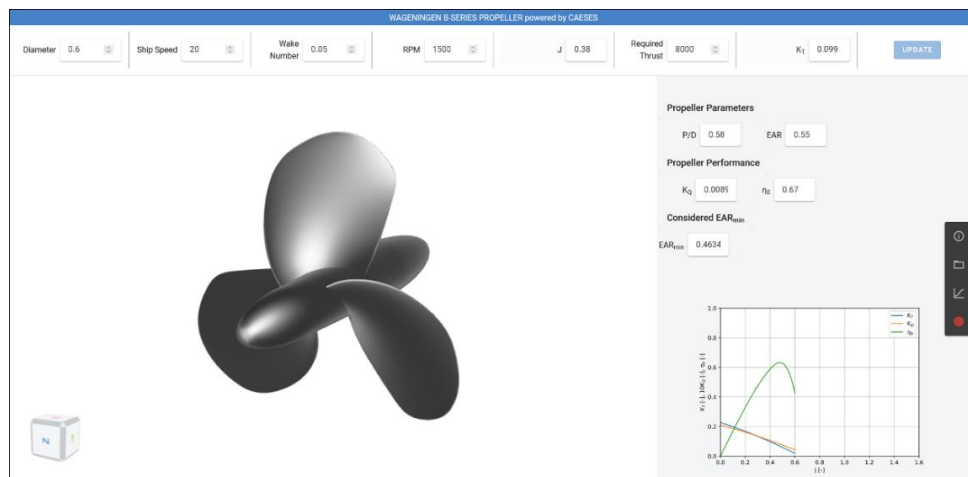 WAGENINGEN B-SERIES PROPELLER powered by CAESES
Diameter 0.6 Ship Speed 20 Wake Number 0.05 RPM 1500 J 0.38 Required Thrust 8000 KT 0.099 UPDATE
Propeller Parameters
P/D 0.58 EAR 0.55
Propeller Performance
KQ 0.0089 η0 0.67
Considered EARmin
EARmin 0.4634
1.0
0.8
0.6
0.4
0.2
0.0
KT [-], 10KQ [-], η0 [-]
KT
KQ
η0
0.0 0.2 0.4 0.6 0.8 1.0 1.2 1.4 1.6
J [-]
N